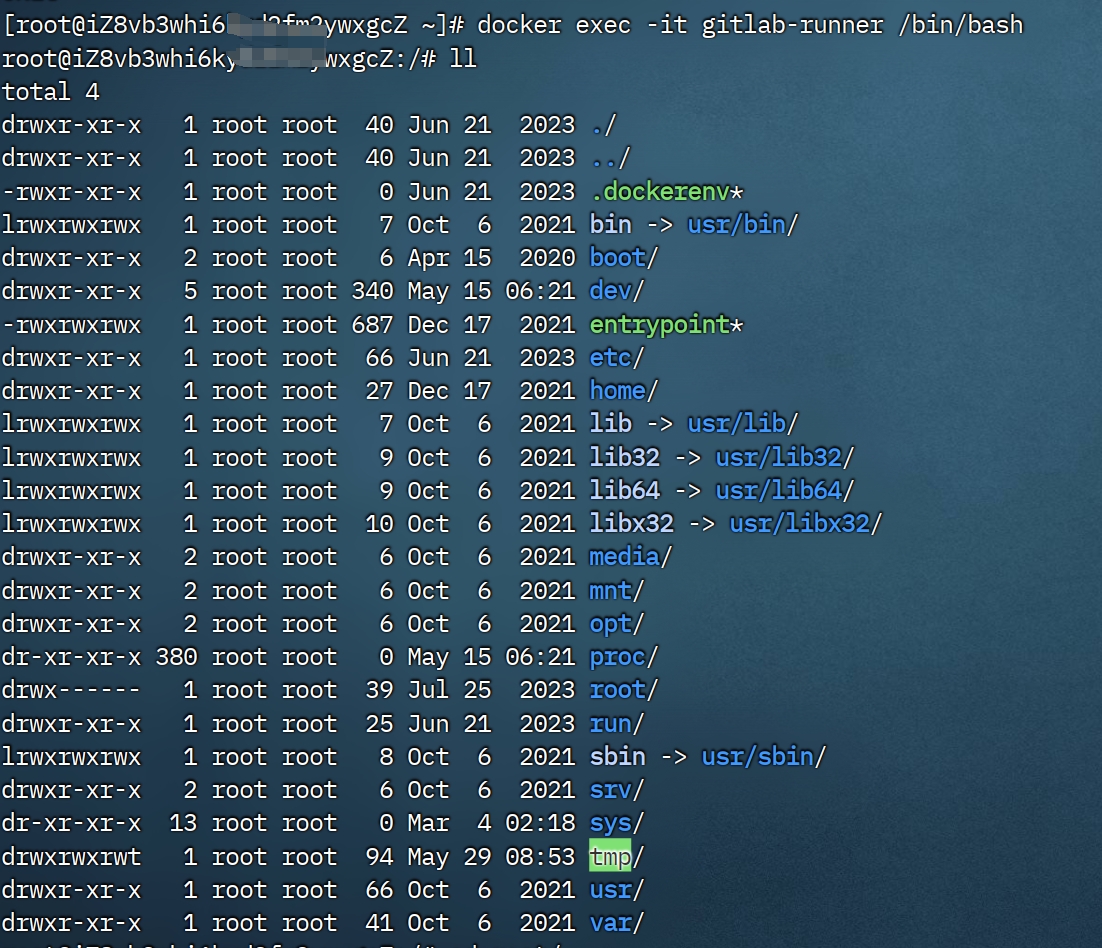 [root@iZ8vb3whi6 ~]# docker exec -it gitlab-runner /bin/bash
root@iZ8vb3whi6ky wxgcZ:/# ll
total 4
drwxr-xr-x   1 root root  40 Jun 21  2023 ./
drwxr-xr-x   1 root root  40 Jun 21  2023 ../
-rwxr-xr-x   1 root root   0 Jun 21  2023 .dockerenv*
lrwxrwxrwx   1 root root   7 Oct  6  2021 bin -> usr/bin/
drwxr-xr-x   2 root root   6 Apr 15  2020 boot/
drwxr-xr-x   5 root root 340 May 15 06:21 dev/
-rwxrwxrwx   1 root root 687 Dec 17  2021 entrypoint*
drwxr-xr-x   1 root root  66 Jun 21  2023 etc/
drwxr-xr-x   1 root root  27 Dec 17  2021 home/
lrwxrwxrwx   1 root root   7 Oct  6  2021 lib -> usr/lib/
lrwxrwxrwx   1 root root   9 Oct  6  2021 lib32 -> usr/lib32/
lrwxrwxrwx   1 root root   9 Oct  6  2021 lib64 -> usr/lib64/
lrwxrwxrwx   1 root root  10 Oct  6  2021 libx32 -> usr/libx32/
drwxr-xr-x   2 root root   6 Oct  6  2021 media/
drwxr-xr-x   2 root root   6 Oct  6  2021 mnt/
drwxr-xr-x   2 root root   6 Oct  6  2021 opt/
dr-xr-xr-x 380 root root   0 May 15 06:21 proc/
drwx------   1 root root  39 Jul 25  2023 root/
drwxr-xr-x   1 root root  25 Jun 21  2023 run/
lrwxrwxrwx   1 root root   8 Oct  6  2021 sbin -> usr/sbin/
drwxr-xr-x   2 root root   6 Oct  6  2021 srv/
dr-xr-xr-x  13 root root   0 Mar  4 02:18 sys/
drwxrwxrwt   1 root root  94 May 29 08:53 tmp/
drwxr-xr-x   1 root root  66 Oct  6  2021 usr/
drwxr-xr-x   1 root root  41 Oct  6  2021 var/